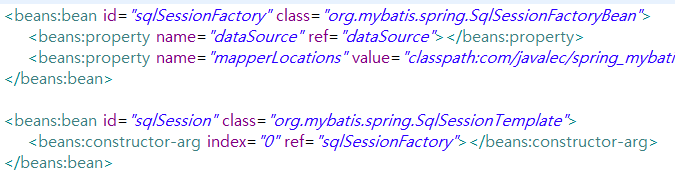 <beans:bean id="sqlSessionFactory" class="org.mybatis.spring.SqlSessionFactoryBean">
<beans:property name="dataSource" ref="dataSource"></beans:property>
<beans:property name="mapperLocations" value="classpath:com/javalec/spring_mybati
</beans:bean>
<beans:bean id="sqlSession" class="org.mybatis.spring.SqlSessionTemplate">
<beans:constructor-arg index="0" ref="sqlSessionFactory"></beans:constructor-arg>
</beans:bean>